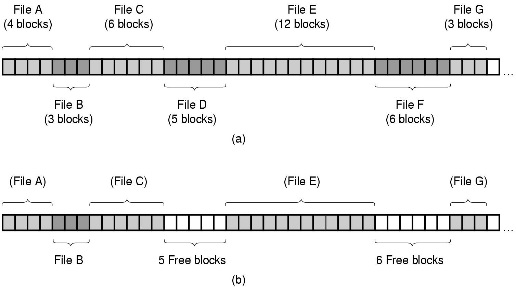 File A
(4 blocks)
File C
(6 blocks)
File E
(12 blocks)
File G
(3 blocks)
...
File B
(3 blocks)
File D
(5 blocks)
File F
(6 blocks)
(a)
(File A)
(File C)
(File E)
(File G)
...
File B
5 Free blocks
6 Free blocks
(b)